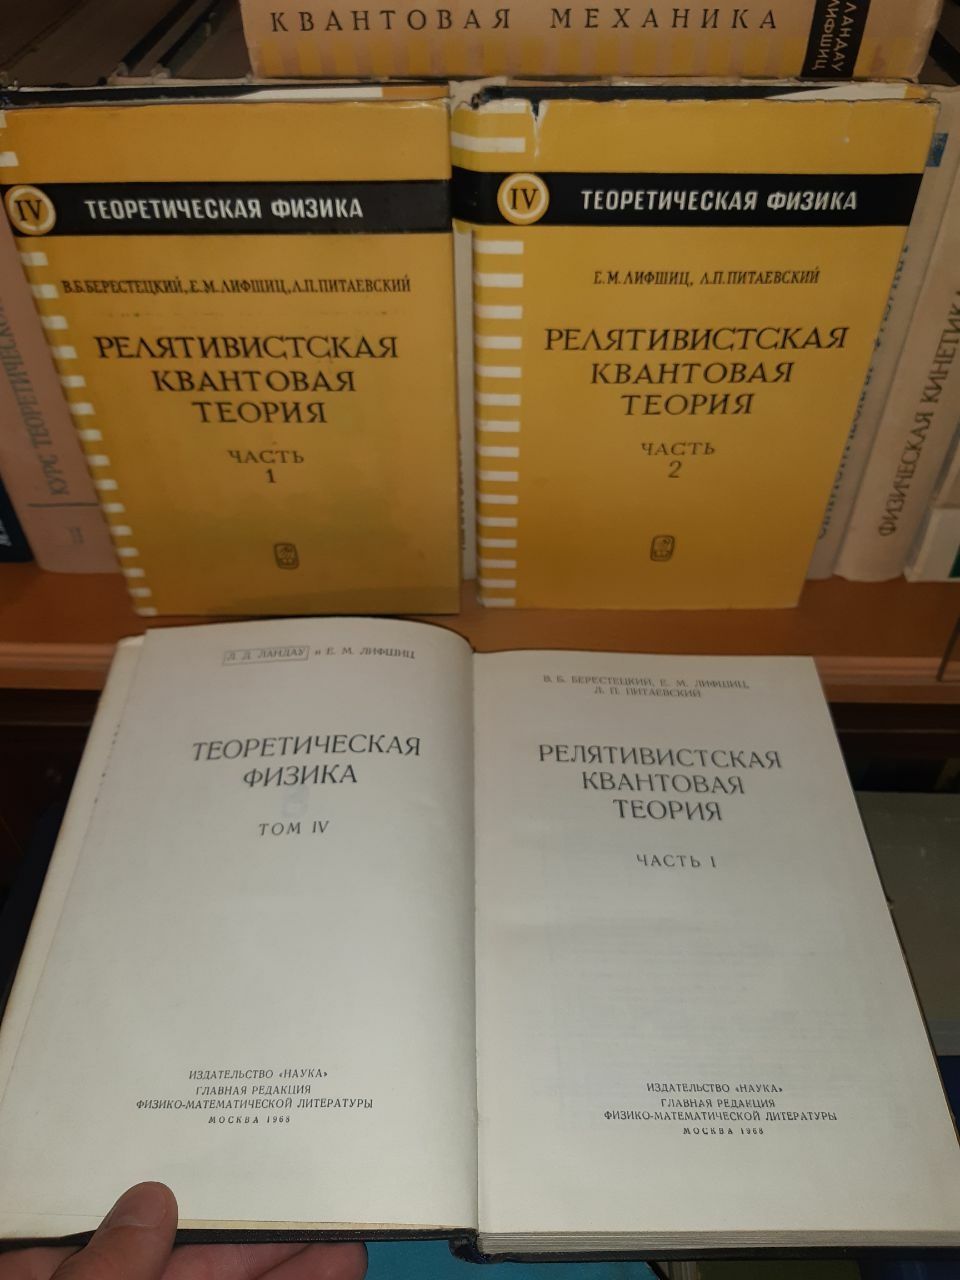 КВАНТОВАЯ МЕХАНИКА
ЛАНДАУ
ЛИФШИЦ
IV
ТЕОРЕТИЧЕСКАЯ ФИЗИКА
В.Б.БЕРЕСТЕЦКИЙ, Е.М.ЛИФШИЦ, Л.П.ПИТАЕВСКИЙ
РЕЛЯТИВИСТСКАЯ
КВАНТОВАЯ
ТЕОРИЯ
ЧАСТЬ
1
IV
ТЕОРЕТИЧЕСКАЯ ФИЗИКА
Е.М.ЛИФШИЦ, Л.П.ПИТАЕВСКИЙ
РЕЛЯТИВИСТСКАЯ
КВАНТОВАЯ
ТЕОРИЯ
ЧАСТЬ
2
КУРС ТЕОРЕТИЧЕСКОЙ
ФИЗИЧЕСКАЯ КИНЕТИКА
Л. Д. ЛАНДАУ и Е. М. ЛИФШИЦ
ТЕОРЕТИЧЕСКАЯ
ФИЗИКА
ТОМ IV
ИЗДАТЕЛЬСТВО «НАУКА»
ГЛАВНАЯ РЕДАКЦИЯ
ФИЗИКО-МАТЕМАТИЧЕСКОЙ ЛИТЕРАТУРЫ
МОСКВА 1968
В. Б. БЕРЕСТЕЦКИЙ, Е. М. ЛИФШИЦ,
Л. П. ПИТАЕВСКИЙ
РЕЛЯТИВИСТСКАЯ
КВАНТОВАЯ
ТЕОРИЯ
ЧАСТЬ I
ИЗДАТЕЛЬСТВО «НАУКА»
ГЛАВНАЯ РЕДАКЦИЯ
ФИЗИКО-МАТЕМАТИЧЕСКОЙ ЛИТЕРАТУРЫ
МОСКВА 1968